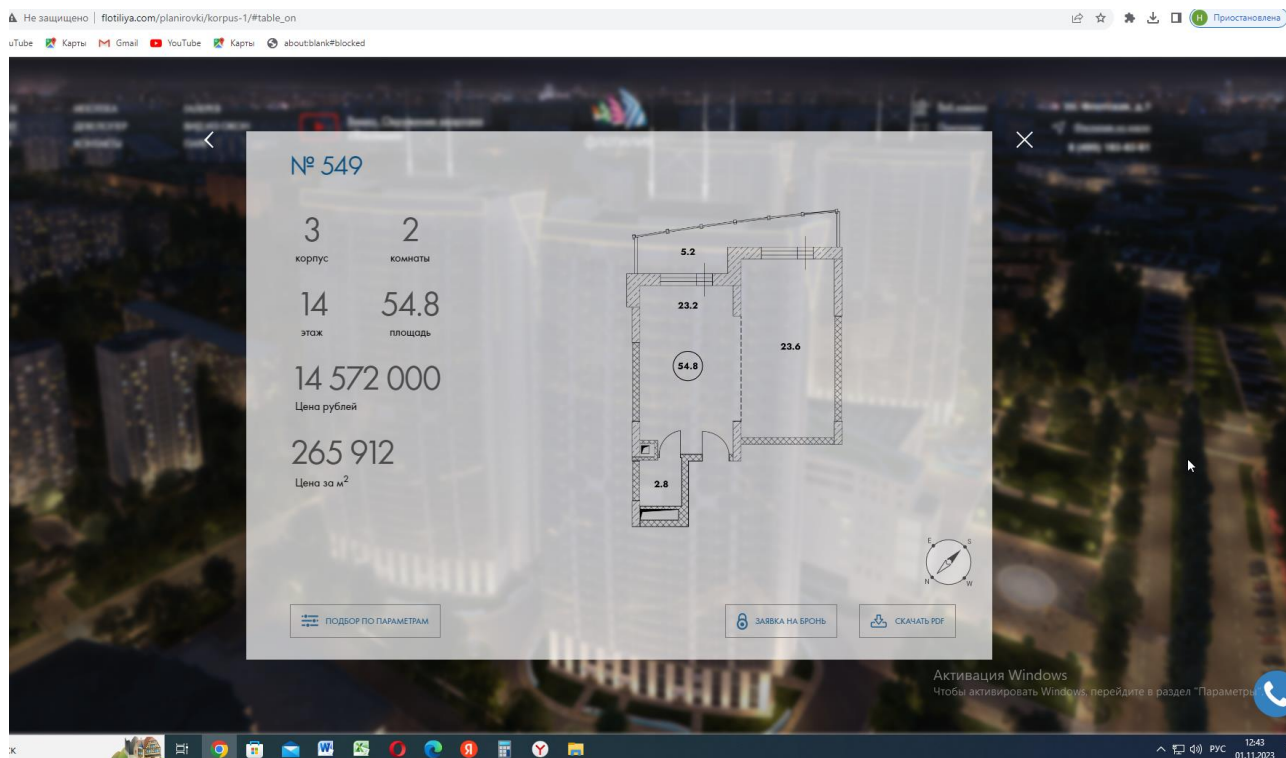 Не защищено | flotiliya.com/planirovki/korpus-1/#table_on
Приостановлена
uTube Карты Gmail YouTube Карты about:blank#blocked
№ 549
3 2
корпус комнаты
14 54.8
этаж площадь
14 572 000
Цена рублей
265 912
Цена за м²
5.2
23.2
23.6
54.8
2.8
E S
N W
ПОДБОР ПО ПАРАМЕТРАМ
ЗАЯВКА НА БРОНЬ
СКАЧАТЬ PDF
Активация Windows
Чтобы активировать Windows, перейдите в раздел "Параметры
РУС
12:43
01.11.2023